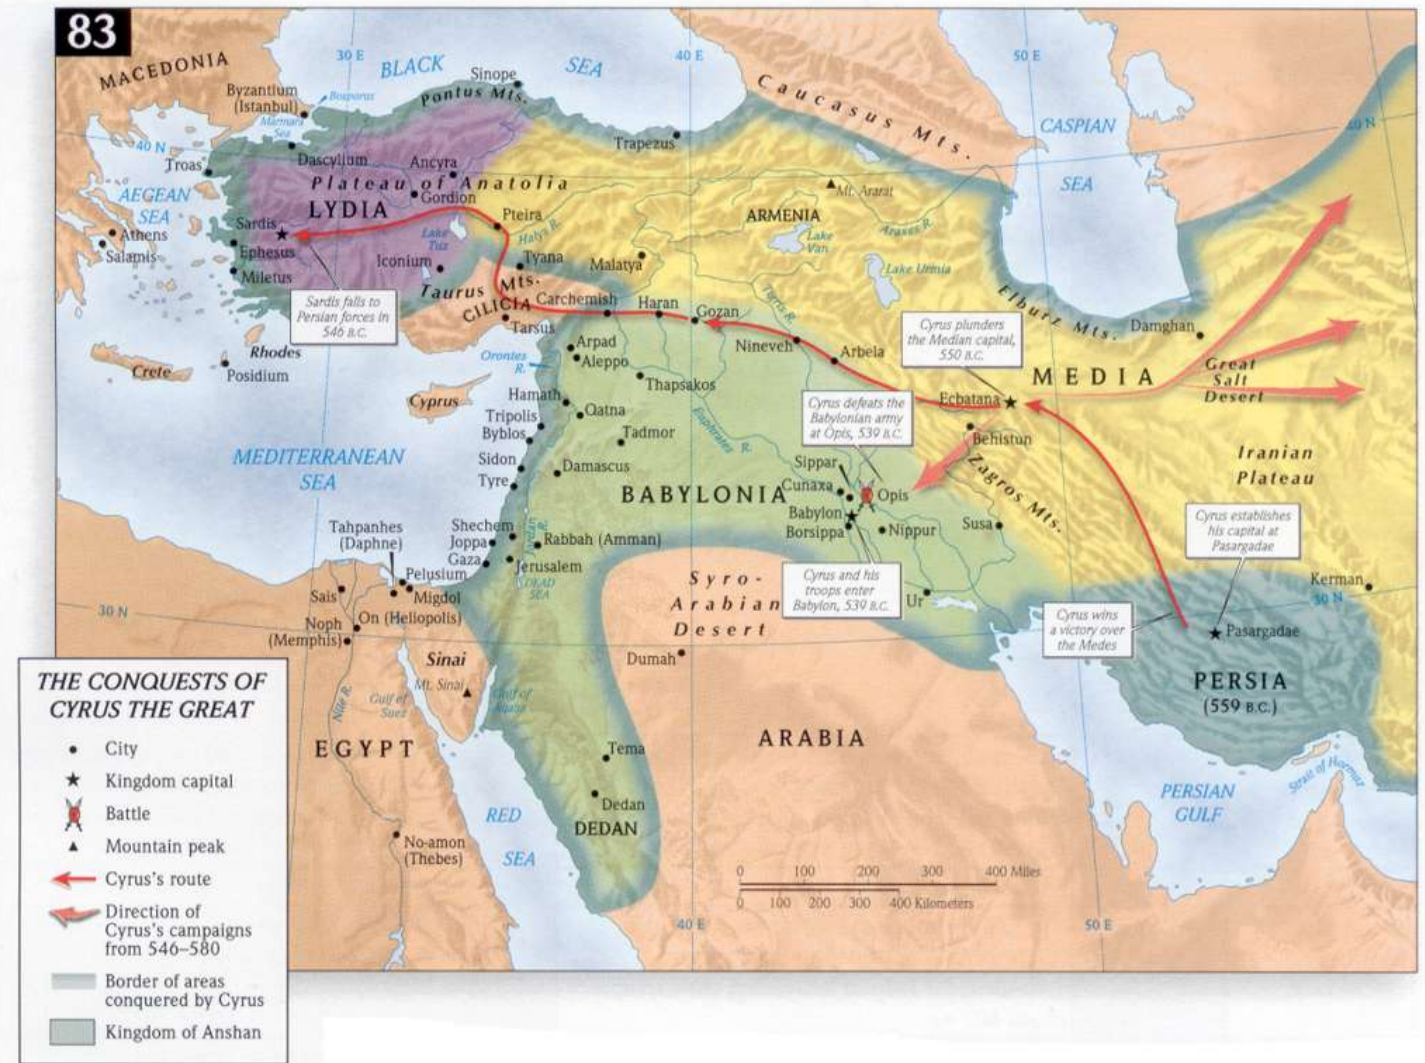 83
MACEDONIA
30 E
BLACK
SEA
40 E
50 E
Sinope
Pontus Mts.
Byzantium
(Istanbul)
Bosporus
Marmara
Sea
Caucasus Mts.
CASPIAN
SEA
40 N
40 N
Trapezus
Troas
Dascylium
Ancyra
Plateau of Anatolia
Gordion
LYDIA
Mt. Ararat
AEGEAN
SEA
Athens
Salamis
Sardis
Ephesus
Miletus
Pteira
Halys R.
Lake
Tuz
ARMENIA
Lake
Van
Araxes R.
Lake Urmia
Iconium
Tyana
Malatya
Taurus Mts.
CILICIA
Tarsus
Carchemish
Haran
Gozan
Tigris R.
Elburz Mts.
Damghan
Sardis falls to
Persian forces in
546 B.C.
Cyrus plunders
the Median capital,
550 B.C.
Nineveh
Arbela
Rhodes
Posidium
Crete
Cyprus
Orontes
R.
Arpad
Aleppo
Thapsakos
MEDIA
Great
Salt
Desert
Ecbatana
Behistun
Hamath
Qatna
Tripolis
Byblos
Tadmor
Euphrates R.
Cyrus defeats the
Babylonian army
at Opis, 539 B.C.
Iranian
Plateau
MEDITERRANEAN
SEA
Sidon
Tyre
Damascus
BABYLONIA
Sippar
Cunaxa
Opis
Babylon
Borsippa
Nippur
Susa
Zagros Mts.
Cyrus establishes
his capital at
Pasargadae
Tahpanhes
(Daphne)
Shechem
Joppa
Gaza
Jordan
R.
Rabbah (Amman)
Jerusalem
DEAD
SEA
Pelusium
Migdol
Sais
On (Heliopolis)
Noph
(Memphis)
30 N
Syro-
Arabian
Desert
Cyrus and his
troops enter
Babylon, 539 B.C.
Ur
Kerman
30 N
Cyrus wins
a victory over
the Medes
Pasargadae
PERSIA
(559 B.C.)
Dumah
Sinai
Mt. Sinai
Gulf of
Suez
Gulf of
Aqaba
Nile R.
EGYPT
ARABIA
Tema
Dedan
DEDAN
RED
SEA
No-amon
(Thebes)
PERSIAN
GULF
Strait of Hormuz
0 100 200 300 400 Miles
0 100 200 300 400 Kilometers
40 E
50 E
THE CONQUESTS OF
CYRUS THE GREAT
City
Kingdom capital
Battle
Mountain peak
Cyrus's route
Direction of
Cyrus's campaigns
from 546–580
Border of areas
conquered by Cyrus
Kingdom of Anshan